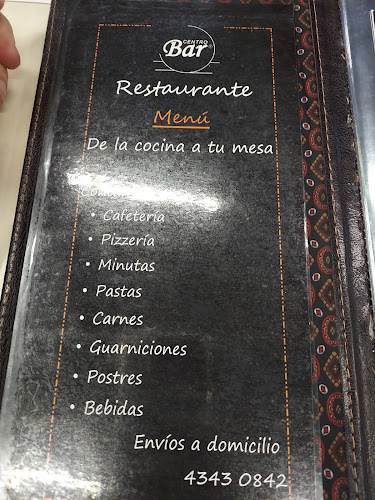 CENTRO
Bar
Restaurante
Menú
De la cocina a tu mesa
• Cafetería
• Pizzería
• Minutas
• Pastas
• Carnes
• Guarniciones
• Postres
• Bebidas
Envíos a domicilio
4343 0842